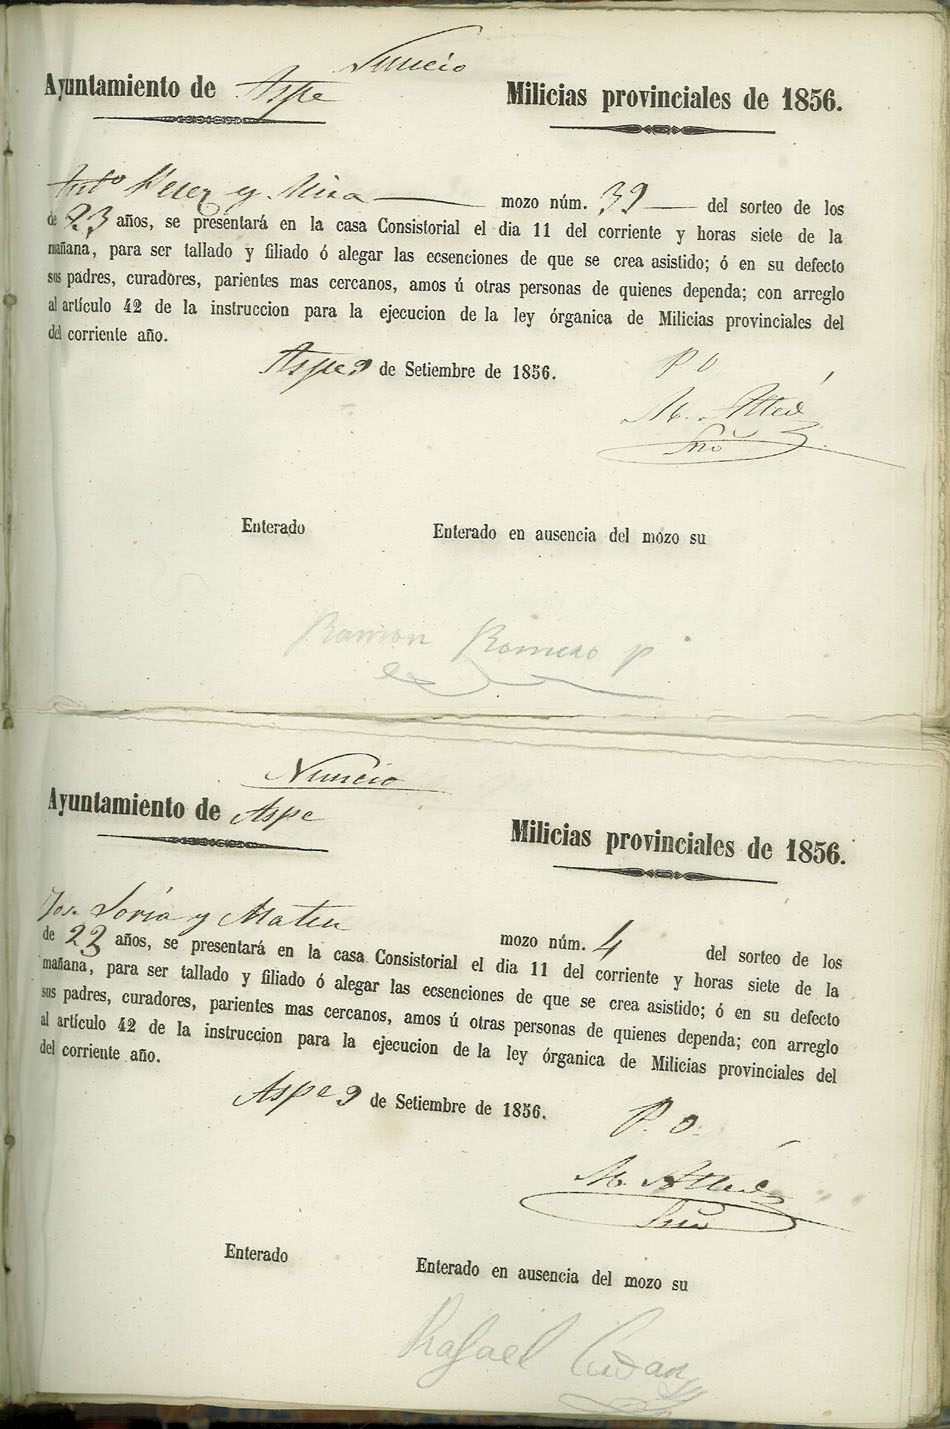 Nuncio
Ayuntamiento de Aspe Milicias provinciales de 1856.
Anto Perez y Mira mozo núm. 39 del sorteo de los
de 23 años, se presentará en la casa Consistorial el dia 11 del corriente y horas siete de la
mañana, para ser tallado y filiado ó alegar las ecsenciones de que se crea asistido; ó en su defecto
sus padres, curadores, parientes mas cercanos, amos ú otras personas de quienes dependa; con arreglo
al artículo 42 de la instruccion para la ejecucion de la ley órganica de Milicias provinciales del
del corriente año.
Aspe 9 de Setiembre de 1856.
P O
M. 
Srio
Enterado Enterado en ausencia del mozo su
Ramon Romero p
Nuncio
Ayuntamiento de Aspe Milicias provinciales de 1856.
Jose Soria y Mateu mozo núm. 4 del sorteo de los
de 22 años, se presentará en la casa Consistorial el dia 11 del corriente y horas siete de la
mañana, para ser tallado y filiado ó alegar las ecsenciones de que se crea asistido; ó en su defecto
sus padres, curadores, parientes mas cercanos, amos ú otras personas de quienes dependa; con arreglo
al artículo 42 de la instruccion para la ejecucion de la ley órganica de Milicias provinciales del
del corriente año.
Aspe 9 de Setiembre de 1856.
P. O.
M. 
Srio
Enterado Enterado en ausencia del mozo su
Rafael